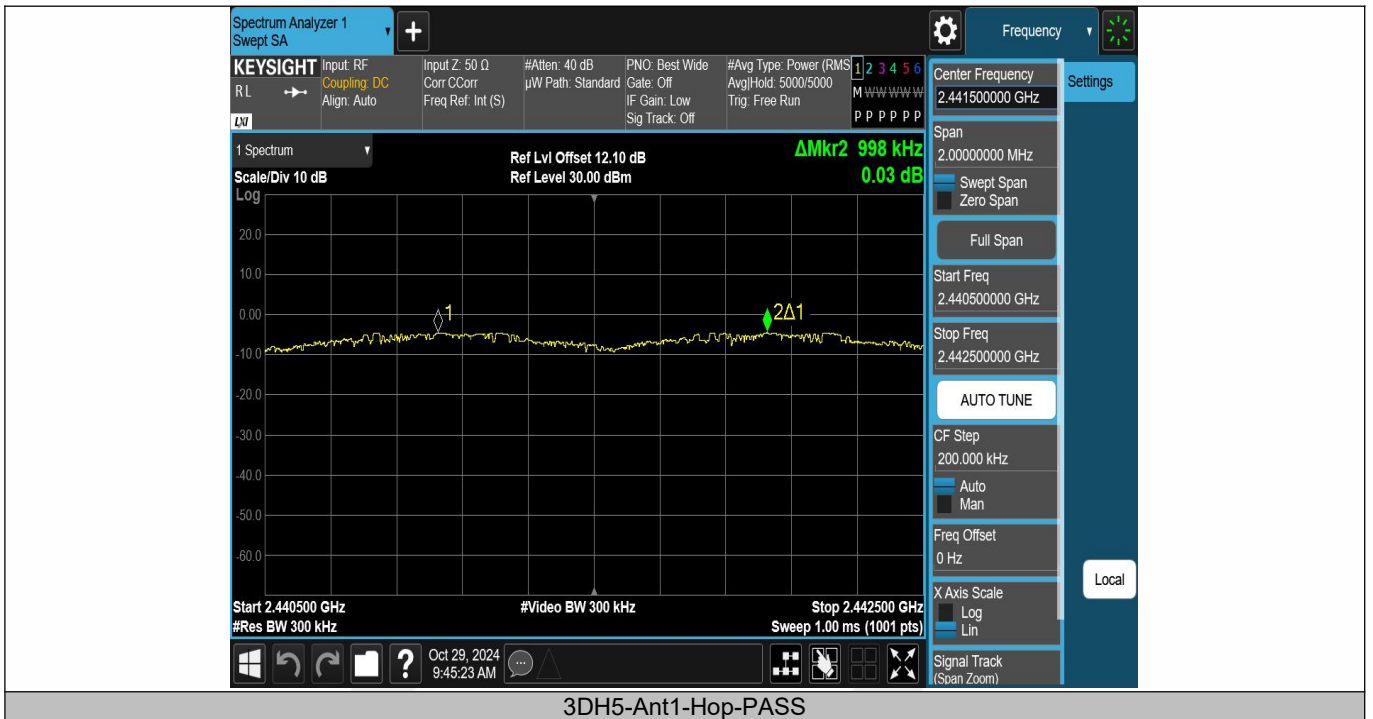 Spectrum Analyzer 1
Swept SA
Frequency
KEYSIGHT
RL
LXI
Input: RF
Coupling: DC
Align: Auto
Input Z: 50 Ω
Corr CCorr
Freq Ref: Int (S)
#Atten: 40 dB
µW Path: Standard
PNO: Best Wide
Gate: Off
IF Gain: Low
Sig Track: Off
#Avg Type: Power (RMS
Avg|Hold: 5000/5000
Trig: Free Run
1 2 3 4 5 6
M W W W W W
P P P P P P
1 Spectrum
Scale/Div 10 dB
Ref Lvl Offset 12.10 dB
Ref Level 30.00 dBm
ΔMkr2 998 kHz
0.03 dB
Log
20.0
10.0
0.00
-10.0
-20.0
-30.0
-40.0
-50.0
-60.0
1
2Δ1
Start 2.440500 GHz
#Res BW 300 kHz
#Video BW 300 kHz
Stop 2.442500 GHz
Sweep 1.00 ms (1001 pts)
Center Frequency
2.441500000 GHz
Settings
Span
2.00000000 MHz
Swept Span
Zero Span
Full Span
Start Freq
2.440500000 GHz
Stop Freq
2.442500000 GHz
AUTO TUNE
CF Step
200.000 kHz
Auto
Man
Freq Offset
0 Hz
Local
X Axis Scale
Log
Lin
Signal Track
(Span Zoom)
?
Oct 29, 2024
9:45:23 AM
3DH5-Ant1-Hop-PASS